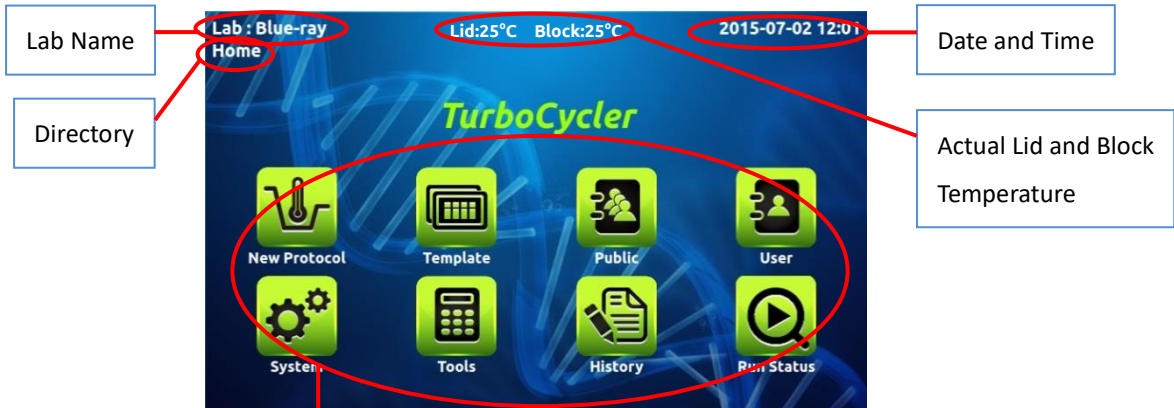 Lab Name
Lab : Blue-ray
Lid:25°C Block:25°C
2015-07-02 12:01
Date and Time
Home
Directory
TurboCycler
Actual Lid and Block
Temperature
New Protocol
Template
Public
User
System
Tools
History
Run Status